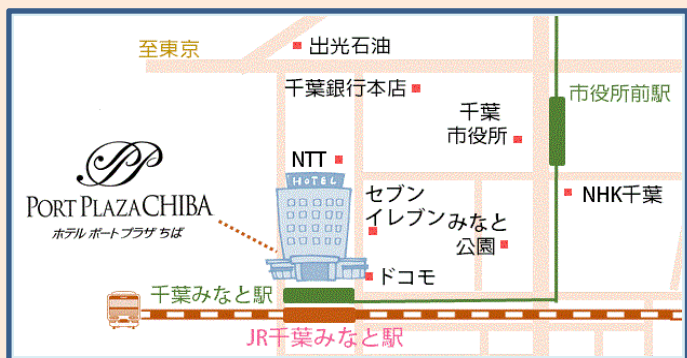 至東京
出光石油
千葉銀行本店
市役所前駅
千葉
市役所
NTT
HOTEL
PORT PLAZA CHIBA
ホテル ポートプラザ ちば
セブン
イレブン
みなと
公園
NHK千葉
ドコモ
千葉みなと駅
JR千葉みなと駅